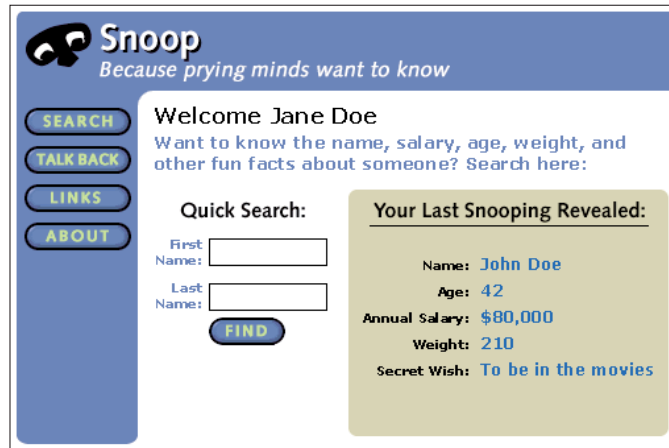 Snoop
Because prying minds want to know
SEARCH
TALK BACK
LINKS
ABOUT
Welcome Jane Doe
Want to know the name, salary, age, weight, and
other fun facts about someone? Search here:
Quick Search:
First
Name:
Last
Name:
FIND
Your Last Snooping Revealed:
Name: John Doe
Age: 42
Annual Salary: $80,000
Weight: 210
Secret Wish: To be in the movies